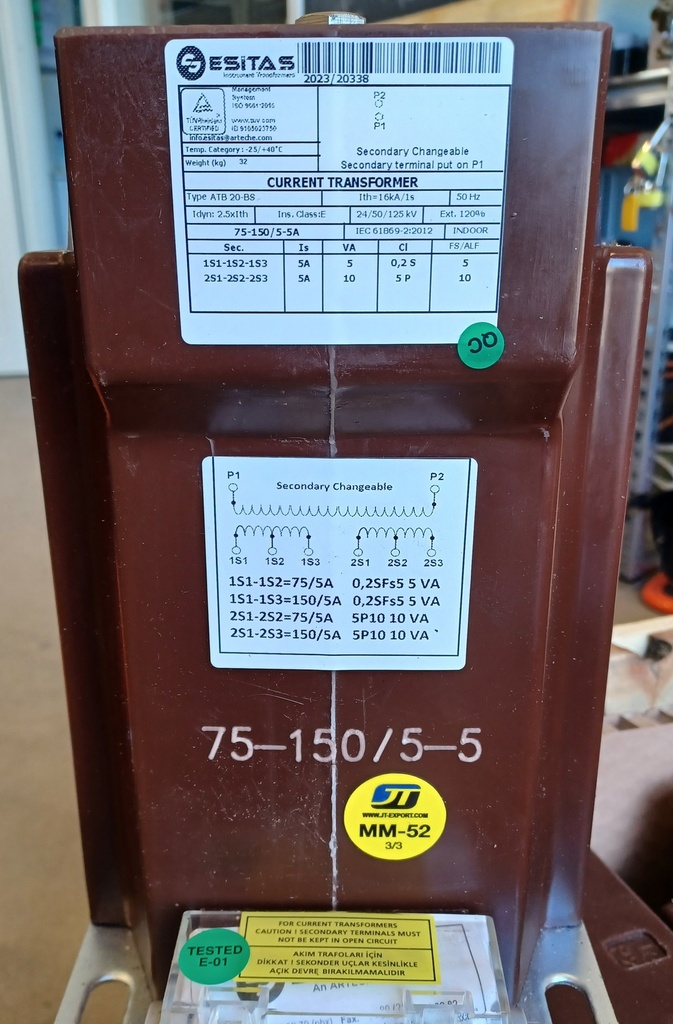 ESITAS
Instrument Transformers
2023/20338
Management
System
ISO 9001:2015
TÜVRheinland
CERTIFIED
www.tuv.com
ID 9105023750
info.esitas@arteche.com
Temp. Category: -25/+40°C
Weight (kg) 32
P2
P1
Secondary Changeable
Secondary terminal put on P1
CURRENT TRANSFORMER
Type ATB 20-BS Ith=16kA/1s 50 Hz
Idyn: 2.5xIth Ins. Class:E 24/50/125 kV Ext. 120%
75-150/5-5A IEC 61869-2:2012 INDOOR
Sec. Is VA Cl FS/ALF
1S1-1S2-1S3 5A 5 0,2 S 5
2S1-2S2-2S3 5A 10 5 P 10
QC
P1 Secondary Changeable P2
1S1 1S2 1S3 2S1 2S2 2S3
1S1-1S2=75/5A 0,2SFs5 5 VA
1S1-1S3=150/5A 0,2SFs5 5 VA
2S1-2S2=75/5A 5P10 10 VA
2S1-2S3=150/5A 5P10 10 VA
75-150/5-5
JT
WWW.JT-EXPORT.COM
MM-52
3/3
TESTED
E-01
FOR CURRENT TRANSFORMERS
CAUTION ! SECONDARY TERMINALS MUST
NOT BE KEPT IN OPEN CIRCUIT
AKIM TRAFOLARI İÇİN
DİKKAT ! SEKONDER UÇLAR KESİNLİKLE
AÇIK DEVRE BIRAKILMAMALIDIR
An